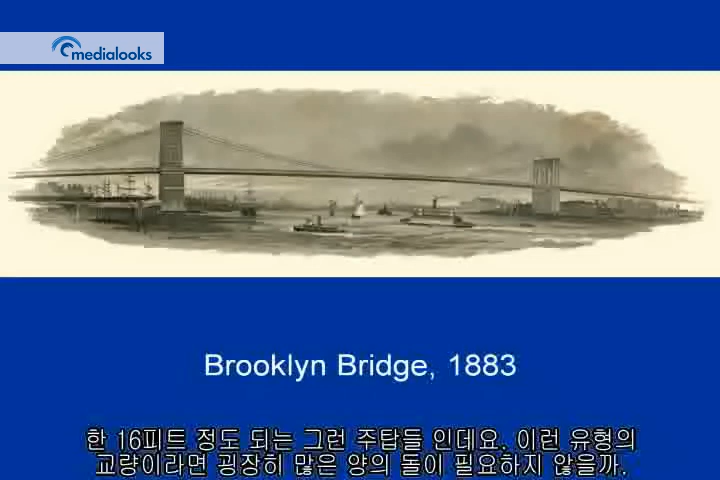 medialooks
Brooklyn Bridge, 1883
한 16피트 정도 되는 그런 주탑들 인데요. 이런 유형의
교량이라면 굉장히 많은 양의 돌이 필요하지 않을까.